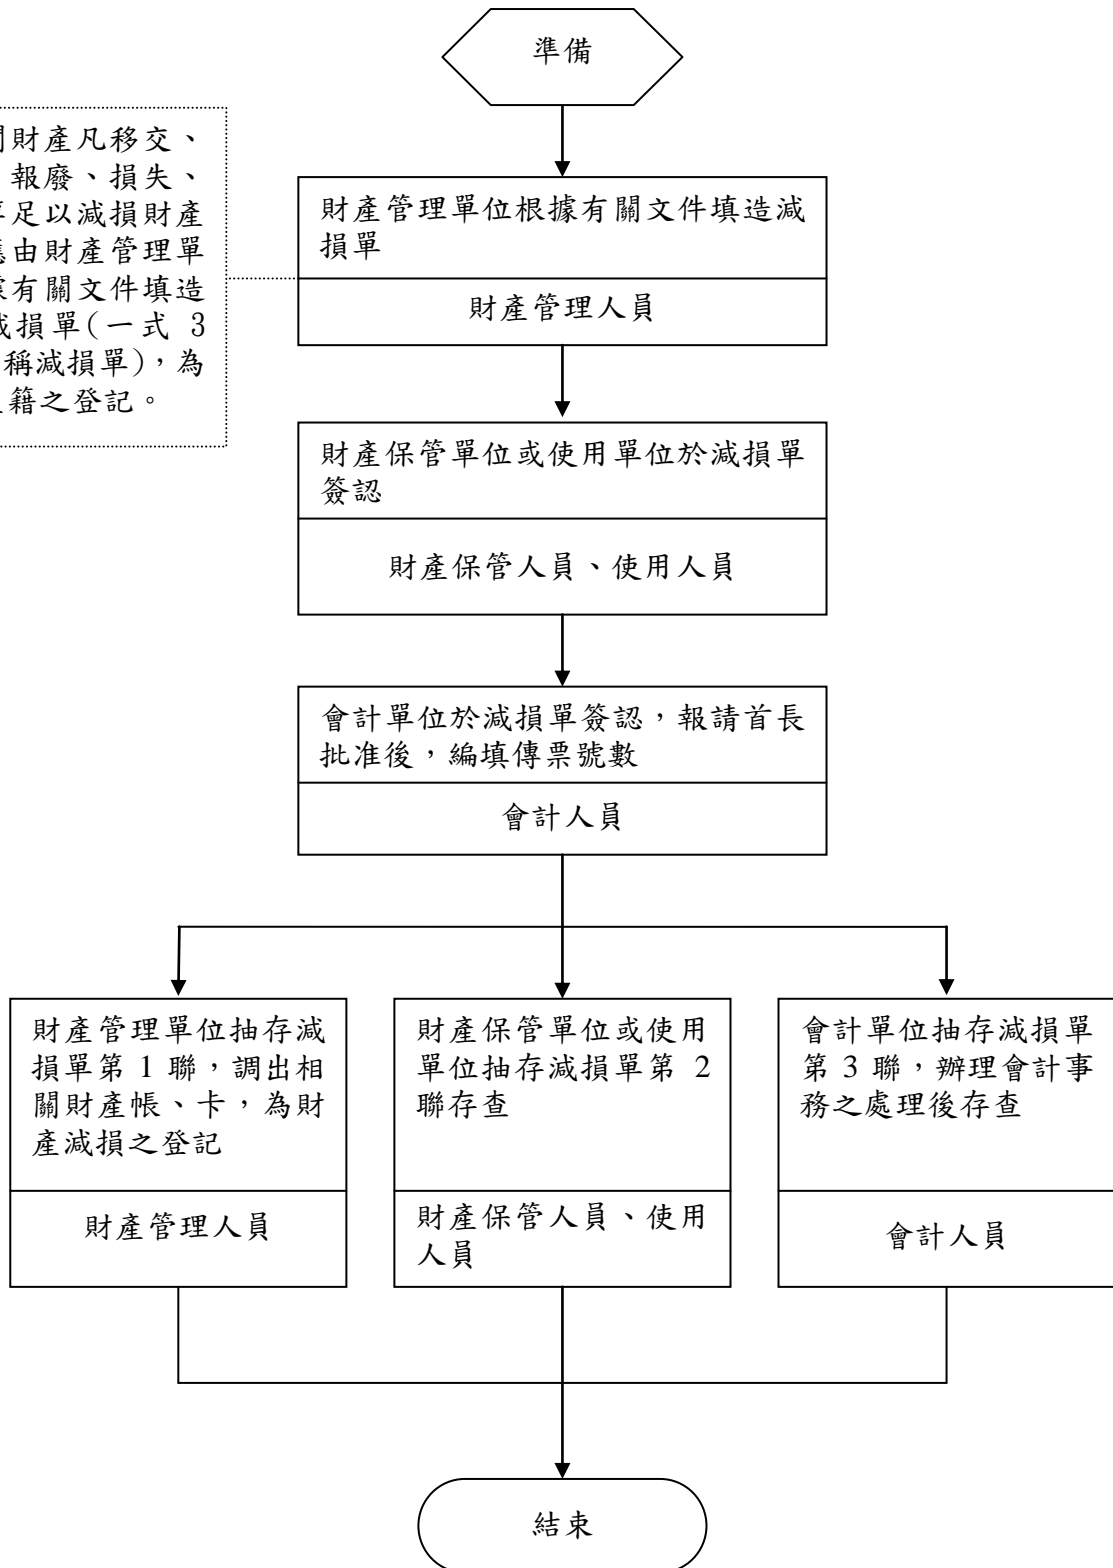 準備
財產凡移交、
報廢、損失、
足以減損財產
由財產管理單
有關文件填造
減損單(一式 3
稱減損單),為
籍之登記。
財產管理單位根據有關文件填造減
損單
財產管理人員
財產保管單位或使用單位於減損單
簽認
財產保管人員、使用人員
會計單位於減損單簽認,報請首長
批准後,編填傳票號數
會計人員
財產管理單位抽存減
損單第 1 聯,調出相
關財產帳、卡,為財
產減損之登記
財產管理人員
財產保管單位或使用
單位抽存減損單第 2
聯存查
財產保管人員、使用
人員
會計單位抽存減損單
第 3 聯,辦理會計事
務之處理後存查
會計人員
結束